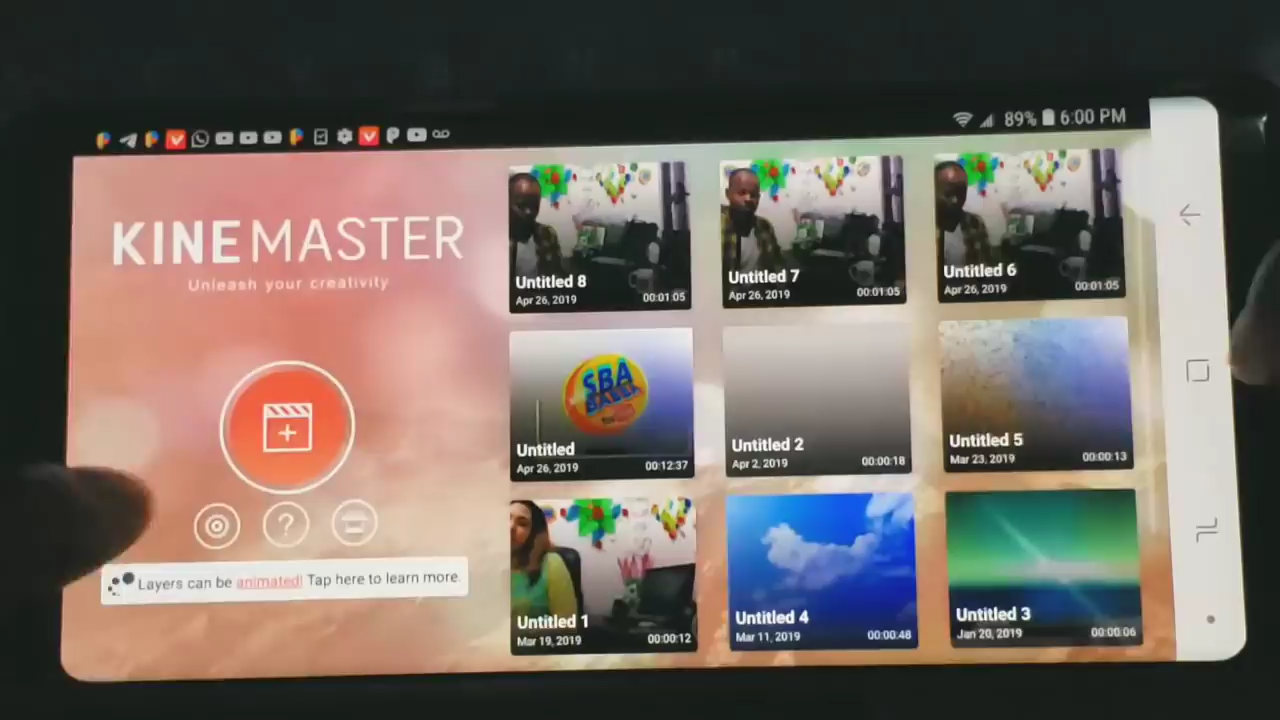 89% 6:00 PM
KINEMASTER
Unleash your creativity
Layers can be animated! Tap here to learn more.
Untitled 8
Apr 26, 2019 00:01:05
Untitled 7
Apr 26, 2019 00:01:05
Untitled 6
Apr 26, 2019 00:01:05
SBA
Untitled
Apr 26, 2019 00:12:37
Untitled 2
Apr 2, 2019 00:00:18
Untitled 5
Mar 23, 2019 00:00:13
Untitled 1
Mar 19, 2019 00:00:12
Untitled 4
Mar 11, 2019 00:00:48
Untitled 3
Jan 20, 2019 00:00:06